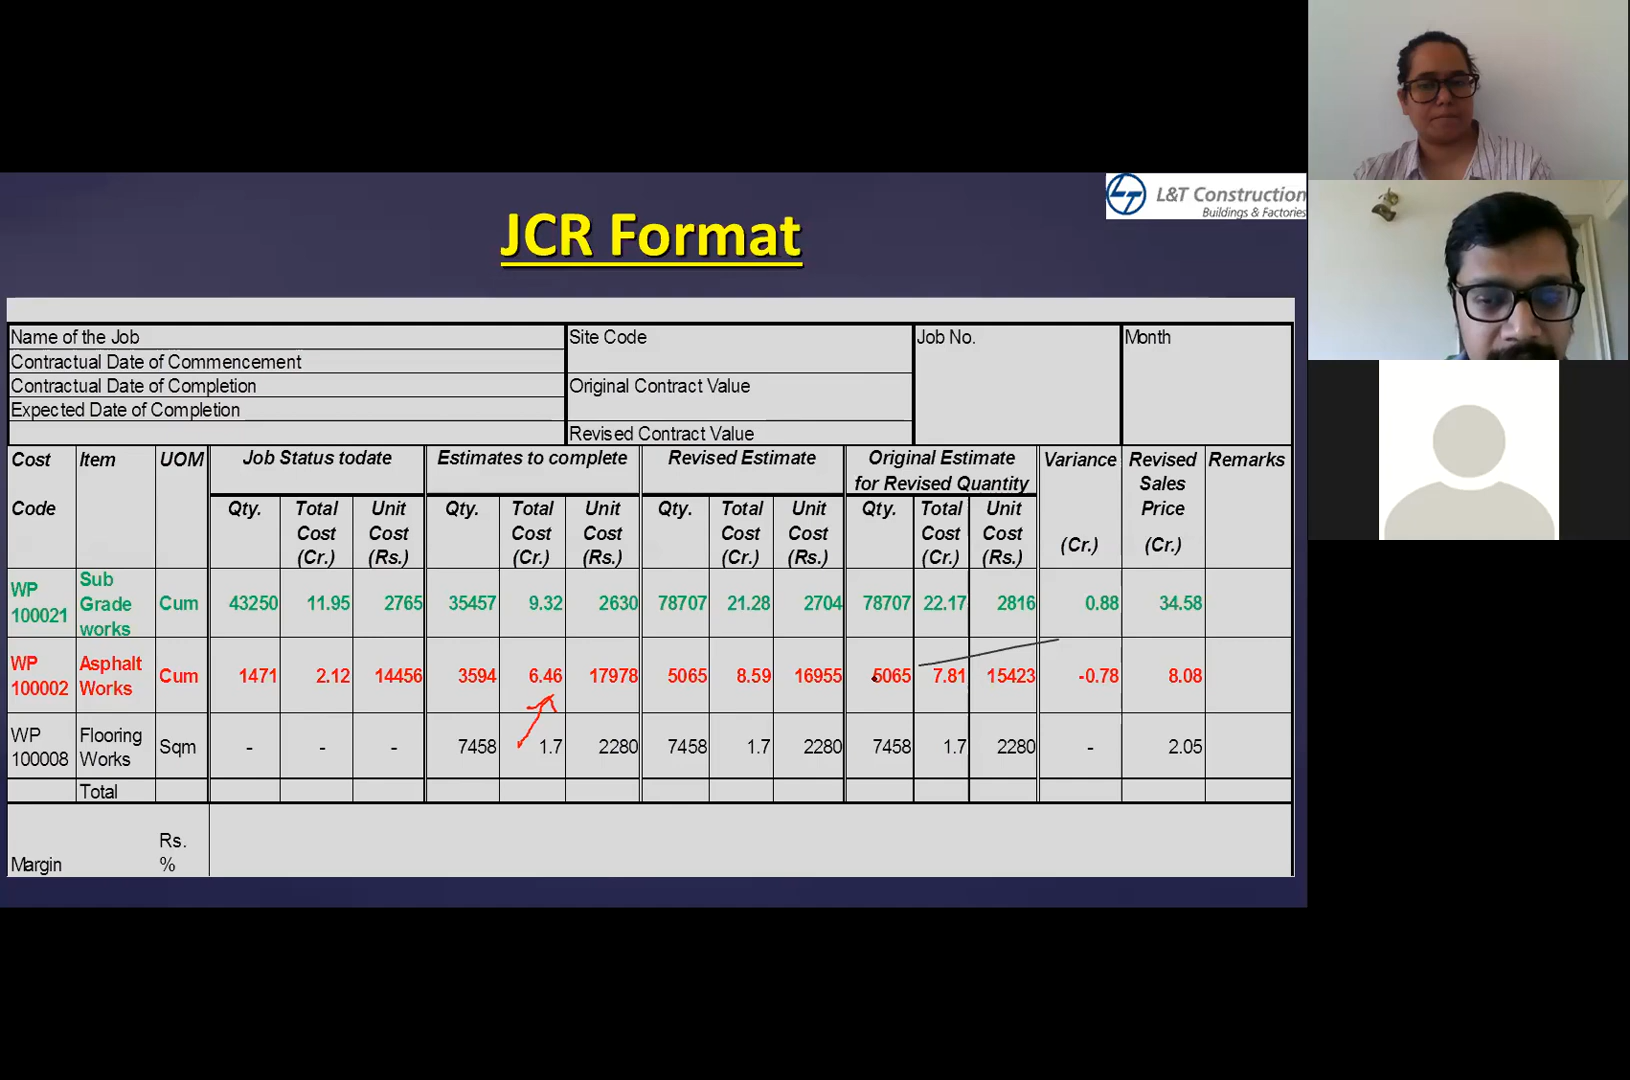 L&T Construction
Buildings & Factories
JCR Format
Name of the Job
Site Code
Job No.
Month
Contractual Date of Commencement
Contractual Date of Completion
Original Contract Value
Expected Date of Completion
Revised Contract Value
Cost Code Item UOM Job Status todate Estimates to complete Revised Estimate Original Estimate for Revised Quantity Variance (Cr.) Revised Sales Price (Cr.) Remarks
Qty. Total Cost (Cr.) Unit Cost (Rs.) Qty. Total Cost (Cr.) Unit Cost (Rs.) Qty. Total Cost (Cr.) Unit Cost (Rs.) Qty. Total Cost (Cr.) Unit Cost (Rs.)
WP 100021 Sub Grade works Cum 43250 11.95 2765 35457 9.32 2630 78707 21.28 2704 78707 22.17 2816 0.88 34.58
WP 100002 Asphalt Works Cum 1471 2.12 14456 3594 6.46 17978 5065 8.59 16955 5065 7.81 15423 -0.78 8.08
WP 100008 Flooring Works Sqm - - - 7458 1.7 2280 7458 1.7 2280 7458 1.7 2280 - 2.05
Total
Margin Rs. %